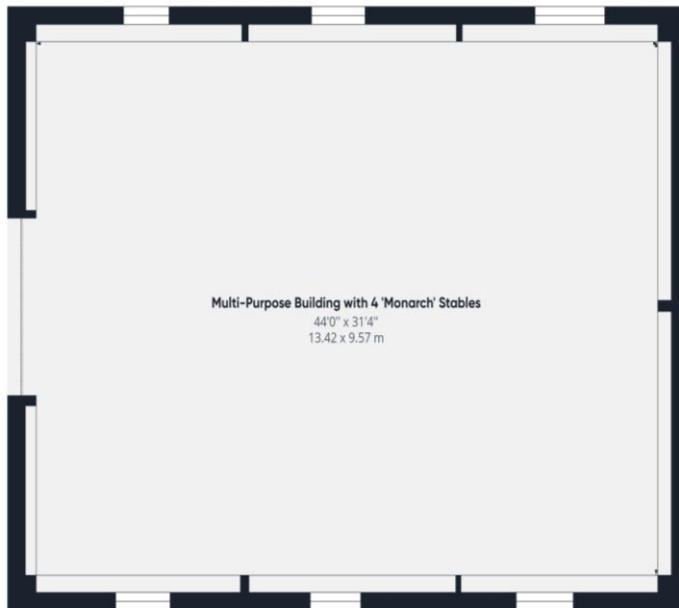 Multi-Purpose Building with 4 'Monarch' Stables
44'0" x 31'4"
13.42 x 9.57 m